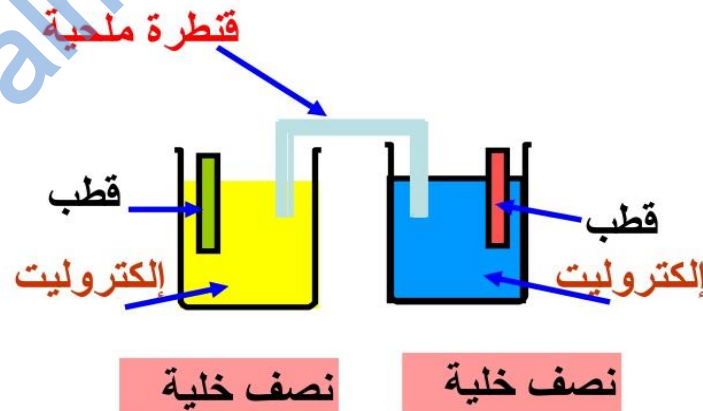 قنطرة ملحية
قطب
قطب
إلكتروليت
إلكتروليت
نصف خلية
نصف خلية